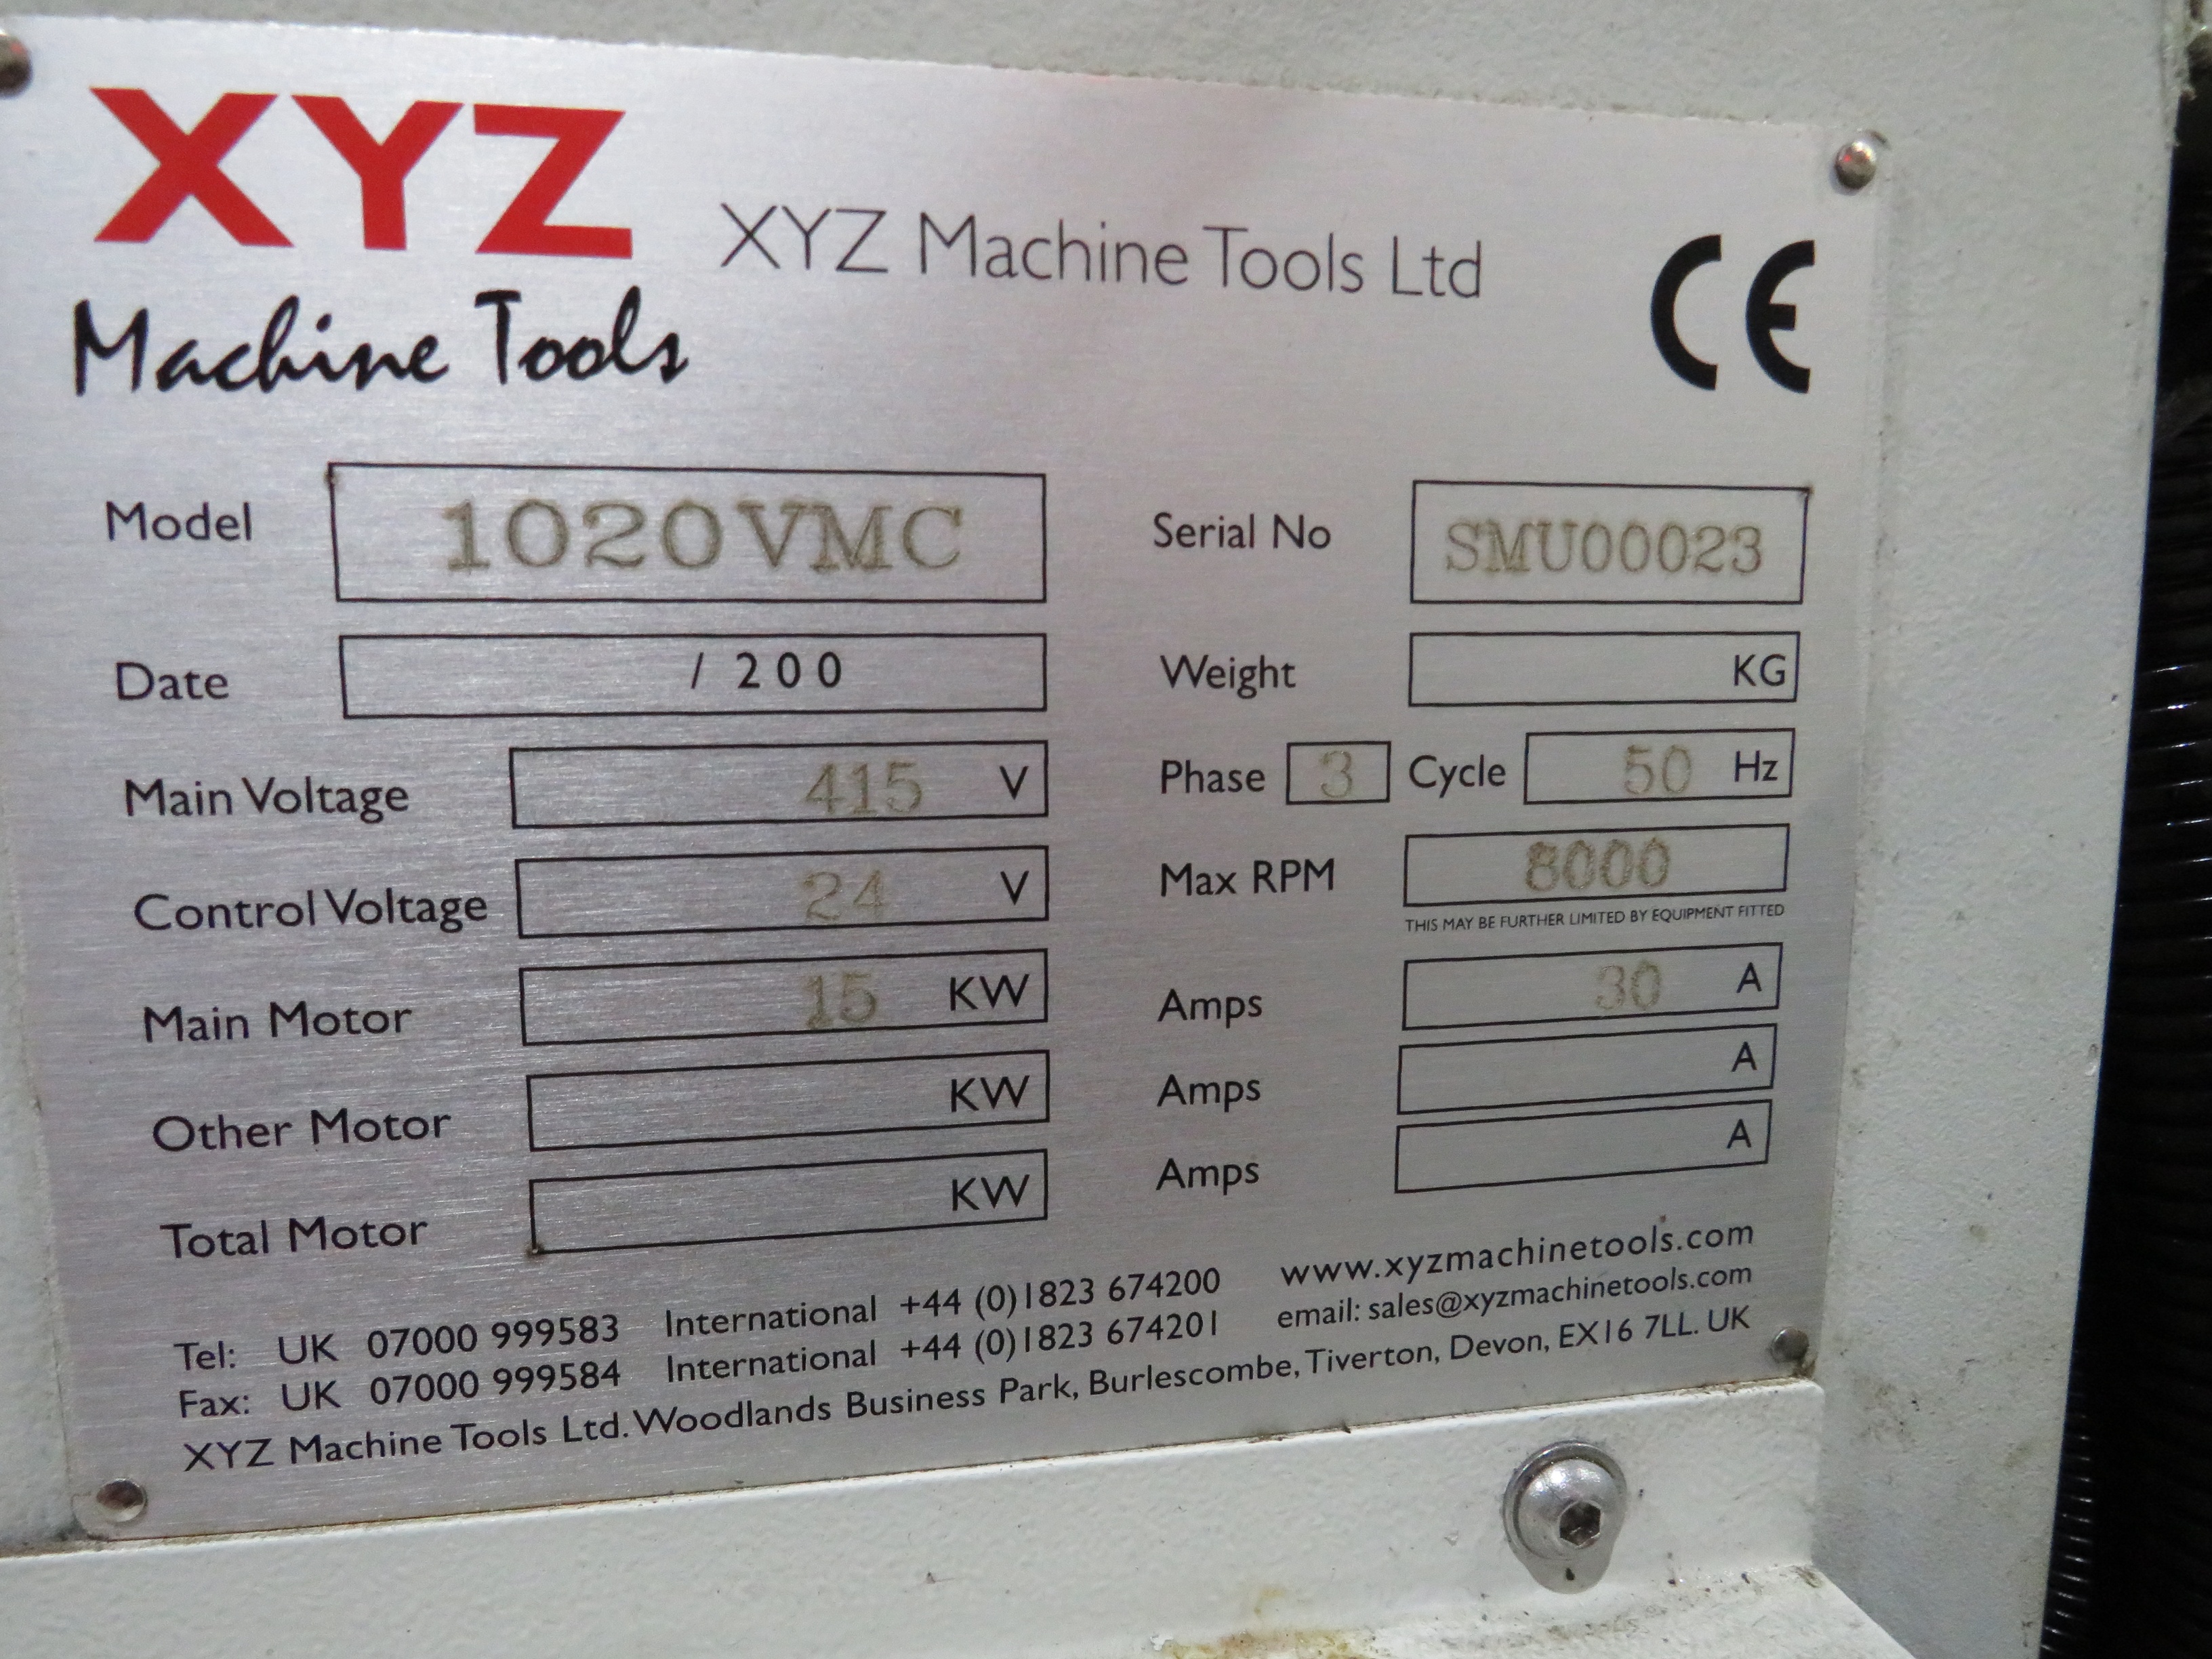 XYZ
Machine Tools
XYZ Machine Tools Ltd
CE
Model 1020VMC
Serial No SMU00023
Date / 200
Weight KG
Main Voltage 415 V
Phase 3 Cycle 50 Hz
Control Voltage 24 V
Max RPM 8000
THIS MAY BE FURTHER LIMITED BY EQUIPMENT FITTED
Main Motor 15 KW
Amps 30 A
Other Motor KW
Amps A
Total Motor KW
Amps A
Tel: UK 07000 999583 International +44 (0)1823 674200 www.xyzmachinetools.com
Fax: UK 07000 999584 International +44 (0)1823 674201 email: sales@xyzmachinetools.com
XYZ Machine Tools Ltd. Woodlands Business Park, Burlescombe, Tiverton, Devon, EX16 7LL. UK